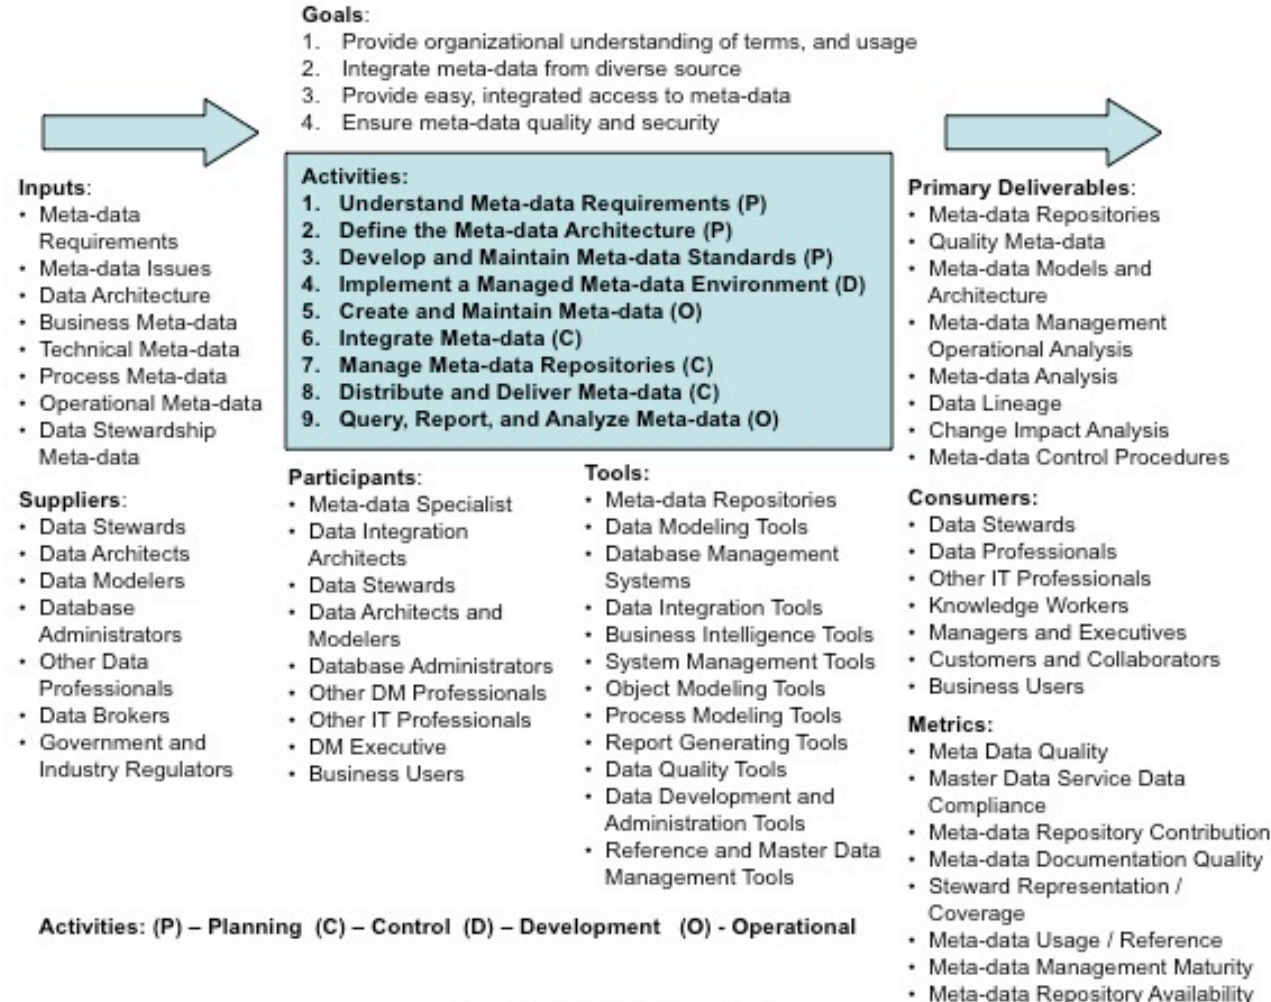 Goals:
1. Provide organizational understanding of terms, and usage
2. Integrate meta-data from diverse source
3. Provide easy, integrated access to meta-data
4. Ensure meta-data quality and security
Inputs:
• Meta-data
Requirements
• Meta-data Issues
• Data Architecture
• Business Meta-data
• Technical Meta-data
• Process Meta-data
• Operational Meta-data
• Data Stewardship
Meta-data
Suppliers:
• Data Stewards
• Data Architects
• Data Modelers
• Database
Administrators
• Other Data
Professionals
• Data Brokers
• Government and
Industry Regulators
Activities:
1. Understand Meta-data Requirements (P)
2. Define the Meta-data Architecture (P)
3. Develop and Maintain Meta-data Standards (P)
4. Implement a Managed Meta-data Environment (D)
5. Create and Maintain Meta-data (O)
6. Integrate Meta-data (C)
7. Manage Meta-data Repositories (C)
8. Distribute and Deliver Meta-data (C)
9. Query, Report, and Analyze Meta-data (O)
Participants:
• Meta-data Specialist
• Data Integration
Architects
• Data Stewards
• Data Architects and
Modelers
• Database Administrators
• Other DM Professionals
• Other IT Professionals
• DM Executive
• Business Users
Tools:
• Meta-data Repositories
• Data Modeling Tools
• Database Management
Systems
• Data Integration Tools
• Business Intelligence Tools
• System Management Tools
• Object Modeling Tools
• Process Modeling Tools
• Report Generating Tools
• Data Quality Tools
• Data Development and
Administration Tools
• Reference and Master Data
Management Tools
Primary Deliverables:
• Meta-data Repositories
• Quality Meta-data
• Meta-data Models and
Architecture
• Meta-data Management
Operational Analysis
• Meta-data Analysis
• Data Lineage
• Change Impact Analysis
• Meta-data Control Procedures
Consumers:
• Data Stewards
• Data Professionals
• Other IT Professionals
• Knowledge Workers
• Managers and Executives
• Customers and Collaborators
• Business Users
Metrics:
• Meta Data Quality
• Master Data Service Data
Compliance
• Meta-data Repository Contribution
• Meta-data Documentation Quality
• Steward Representation /
Coverage
• Meta-data Usage / Reference
• Meta-data Management Maturity
• Meta-data Repository Availability
Activities: (P) – Planning (C) – Control (D) – Development (O) - Operational